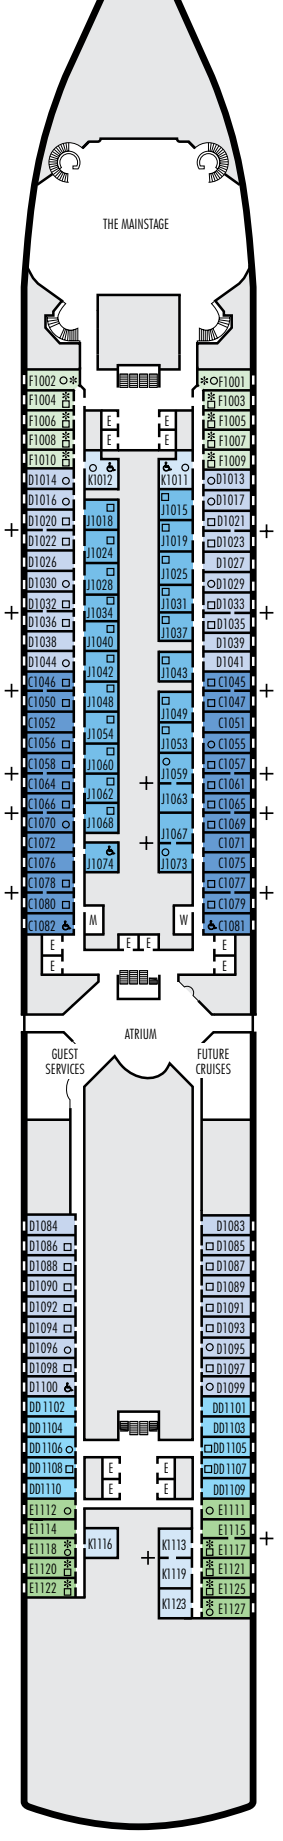 THE MAINSTAGE
F1002 F1001
F1004 F1003
F1006 E E F1005
F1008 E E F1007
F1010 F1009
D1014 K1012 K1011 D1013
D1016 J1015 D1017
D1020 J1018 D1021
D1022 J1019 D1023
D1026 J1024 D1027
D1030 J1028 J1025 D1029
D1032 J1034 J1031 D1033
D1036 J1037 D1035
D1038 J1040 D1039
D1044 J1042 J1043 D1041
C1046 C1045
C1050 J1048 J1049 C1047
C1052 J1054 C1051
C1056 J1053 C1055
C1058 J1060 J1059 C1057
C1064 J1062 J1063 C1061
C1066 C1065
C1070 J1068 J1067 C1069
C1072 C1071
C1076 J1074 J1073 C1075
C1078 C1077
C1080 M W C1079
C1082 C1081
E E E E
E E
ATRIUM
GUEST
SERVICES
FUTURE
CRUISES
D1084 D1083
D1086 D1085
D1088 D1087
D1090 D1089
D1092 D1091
D1094 D1093
D1096 D1095
D1098 D1097
D1100 D1099
DD1102 DD1101
DD1104 DD1103
DD1106 DD1105
DD1108 E E DD1107
DD1110 E E DD1109
E1112 E1111
E1114 E1115
E1118 K1116 K1113 E1117
E1120 K1119 E1121
E1122 E1125
K1123 E1127